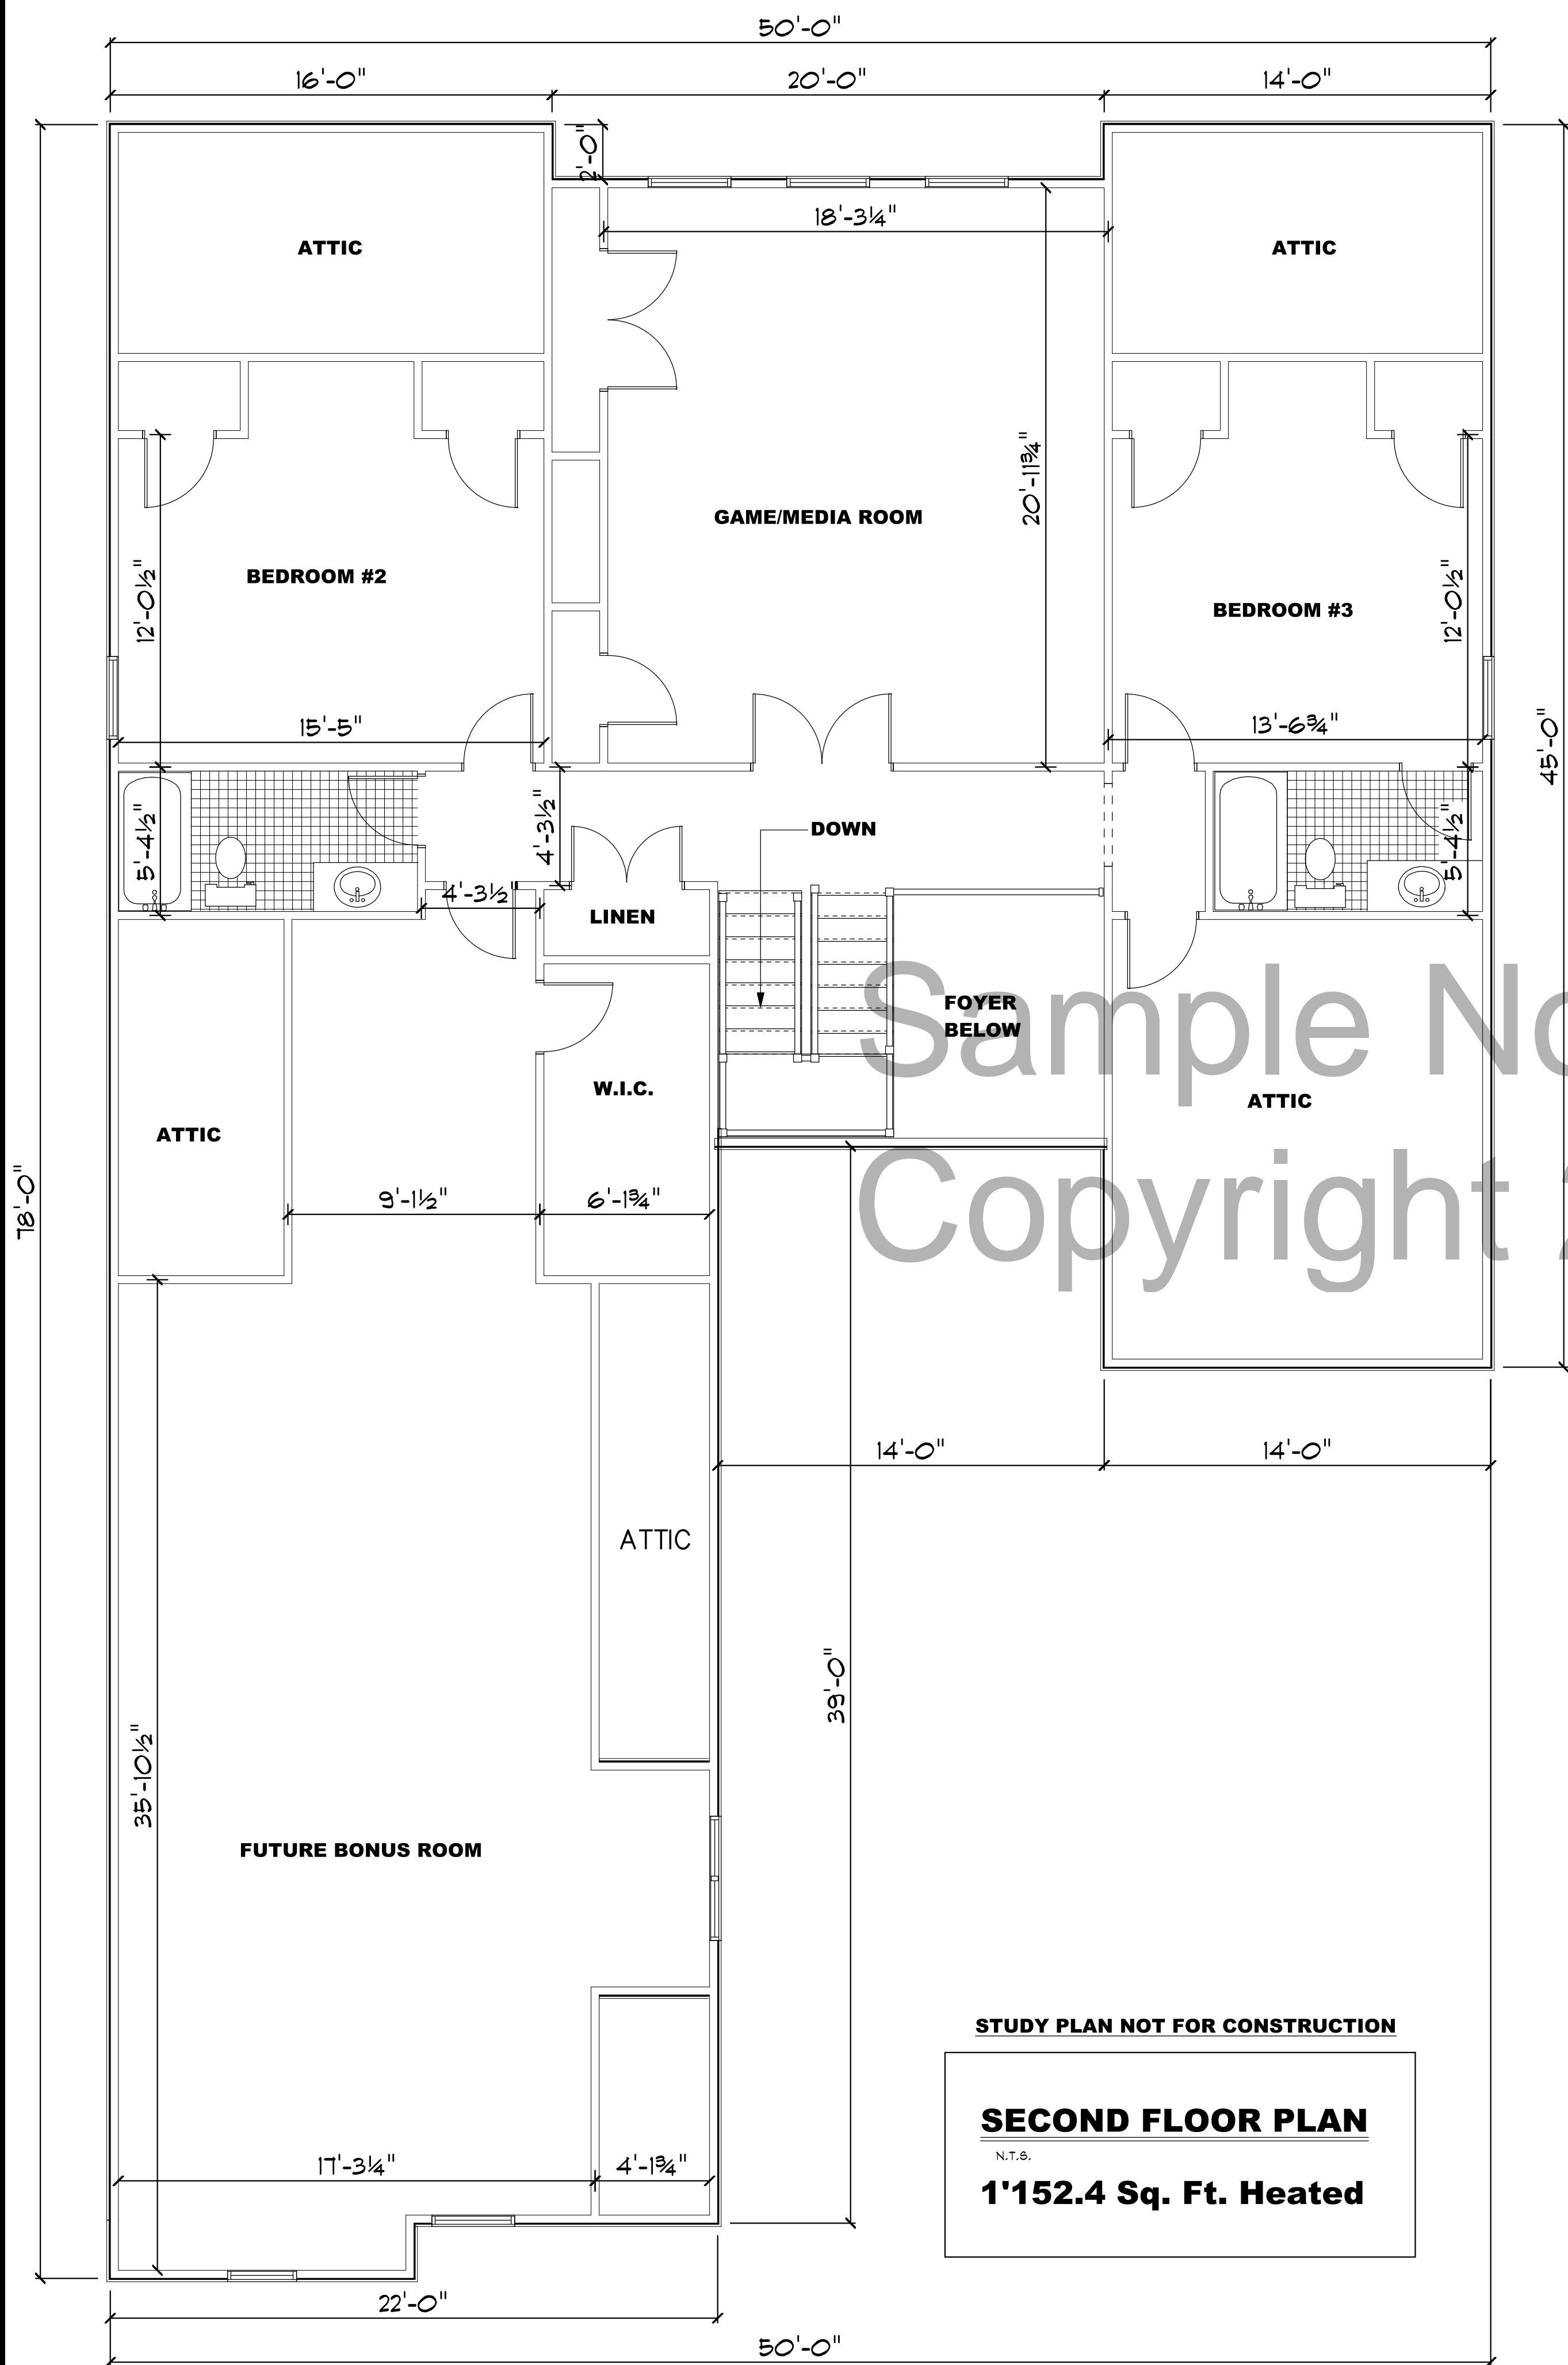 50'-0"
16'-0"
20'-0"
14'-0"
2'-0"
18'-3¼"
ATTIC
ATTIC
20'-11¾"
GAME/MEDIA ROOM
BEDROOM #2
12'-0½"
BEDROOM #3
12'-0½"
15'-5"
13'-6¾"
45'-0"
5'-4½"
4'-3½"
DOWN
5'-4½"
4'-3½"
LINEN
FOYER
BELOW
Sample No
W.I.C.
ATTIC
ATTIC
78'-0"
9'-1½"
6'-1¾"
Copyright 2
14'-0"
14'-0"
ATTIC
39'-0"
35'-10½"
FUTURE BONUS ROOM
STUDY PLAN NOT FOR CONSTRUCTION
SECOND FLOOR PLAN
N.T.S.
1'152.4 Sq. Ft. Heated
17'-3¼"
4'-1¾"
22'-0"
50'-0"